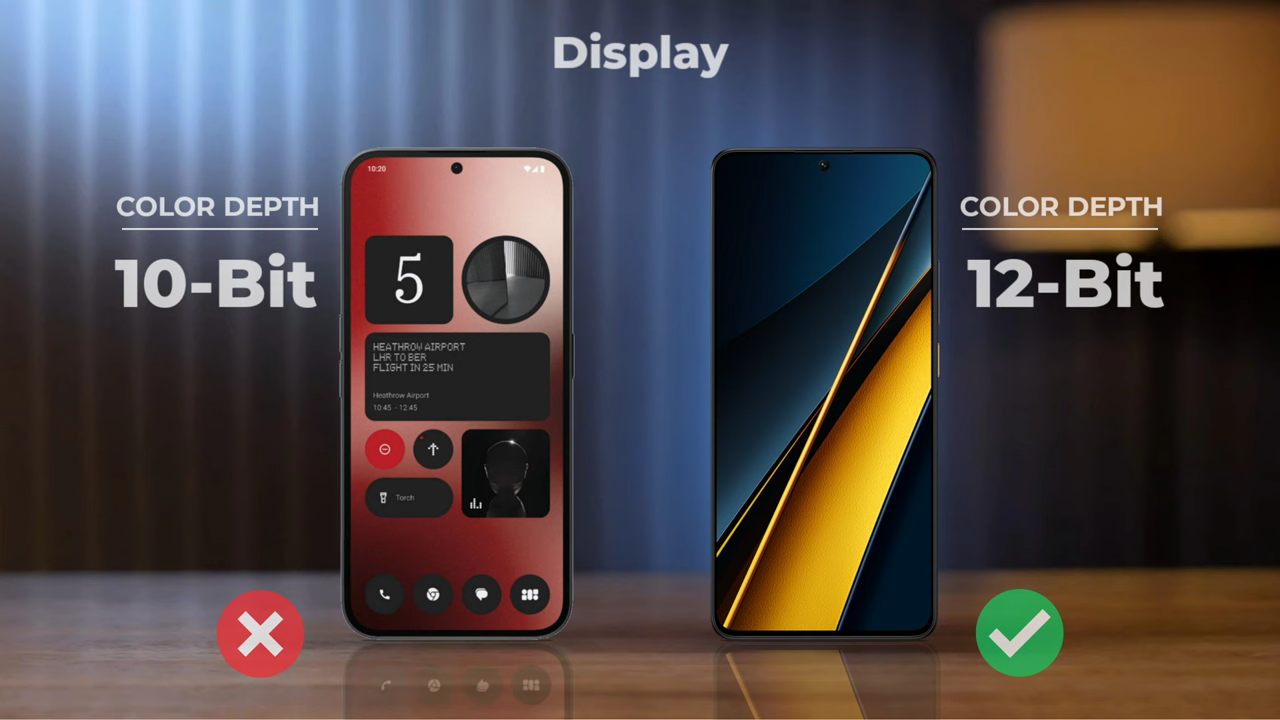 Display
COLOR DEPTH
10-Bit
10:20
5
HEATHROW AIRPORT
LHR TO BER
FLIGHT IN 25 MIN
Heathrow Airport
10:45 - 12:45
Torch
COLOR DEPTH
12-Bit